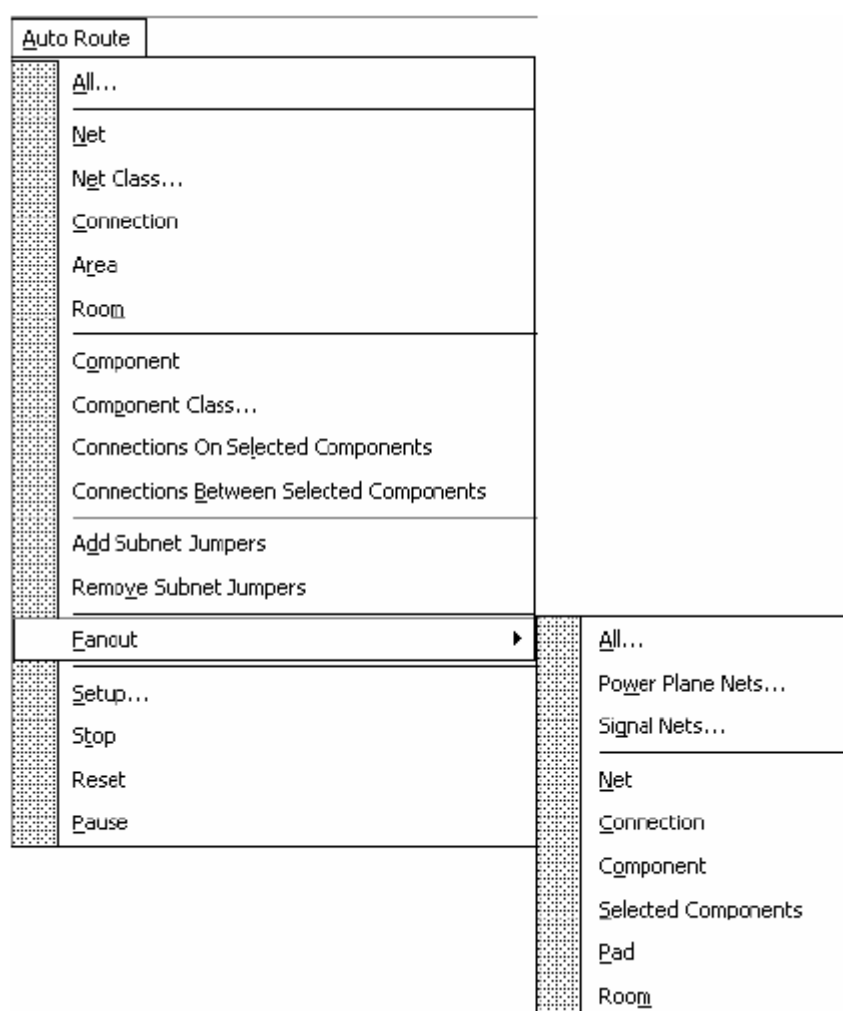 Auto Route
All...
Net
Net Class...
Connection
Area
Room
Component
Component Class...
Connections On Selected Components
Connections Between Selected Components
Add Subnet Jumpers
Remove Subnet Jumpers
Fanout
Setup...
Stop
Reset
Pause
All...
Power Plane Nets...
Signal Nets...
Net
Connection
Component
Selected Components
Pad
Room